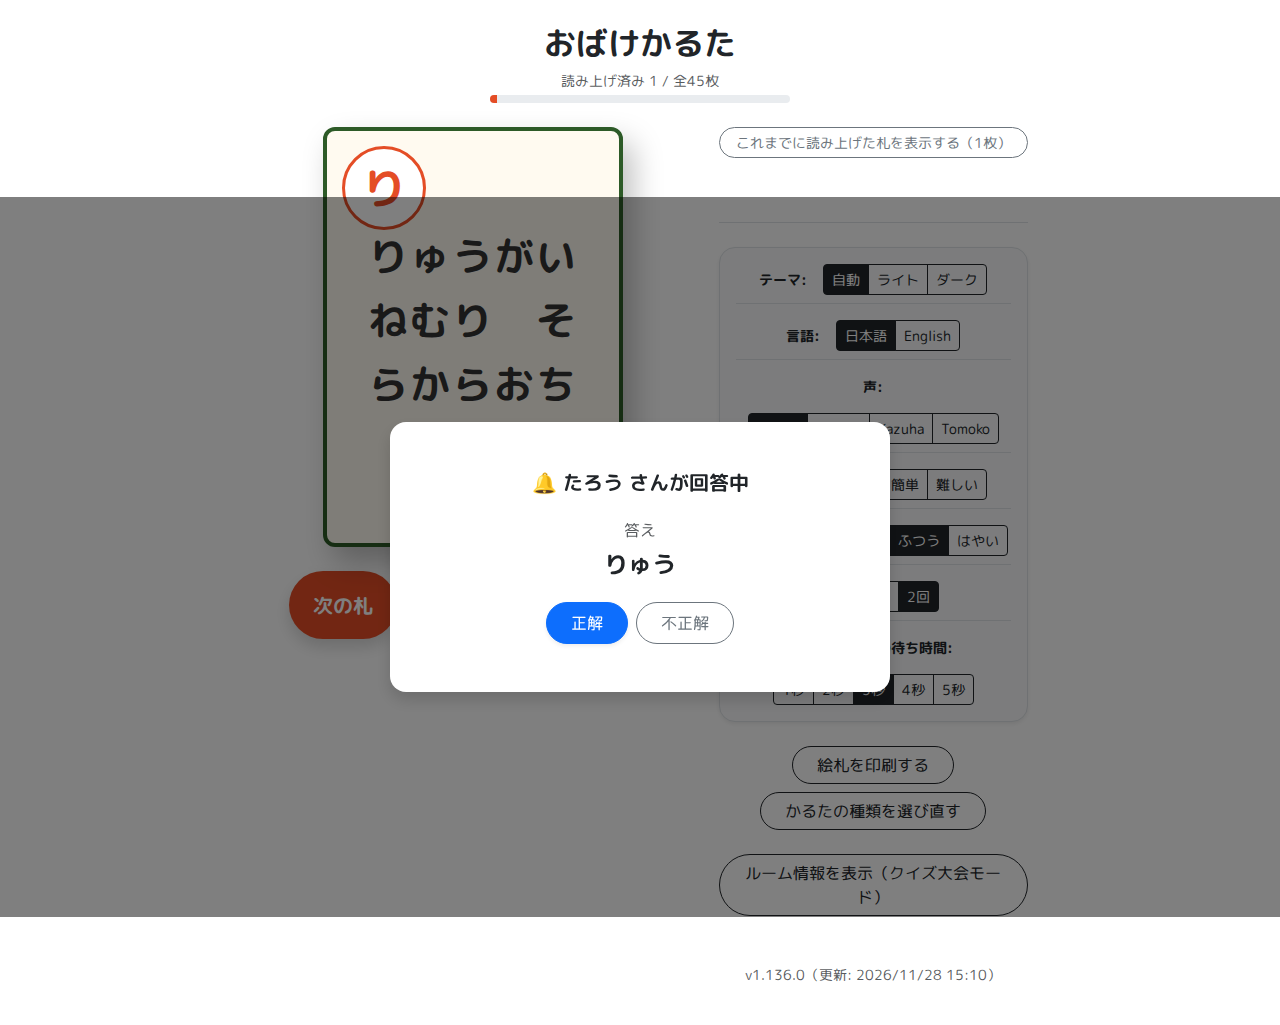 おばけかるた
読み上げ済み 1 / 全45枚
り
りゅうがい
ねむり　そ
らからおち
次の札
これまでに読み上げた札を表示する（1枚）
テーマ: 自動 ライト ダーク
言語: 日本語 English
声:
Tomoko
簡単 難しい
ふつう はやい
2回
待ち時間:
4秒 5秒
🔔 たろう さんが回答中
答え
りゅう
正解 不正解
絵札を印刷する
かるたの種類を選び直す
ルーム情報を表示（クイズ大会モー
ド）
v1.136.0（更新: 2026/11/28 15:10）